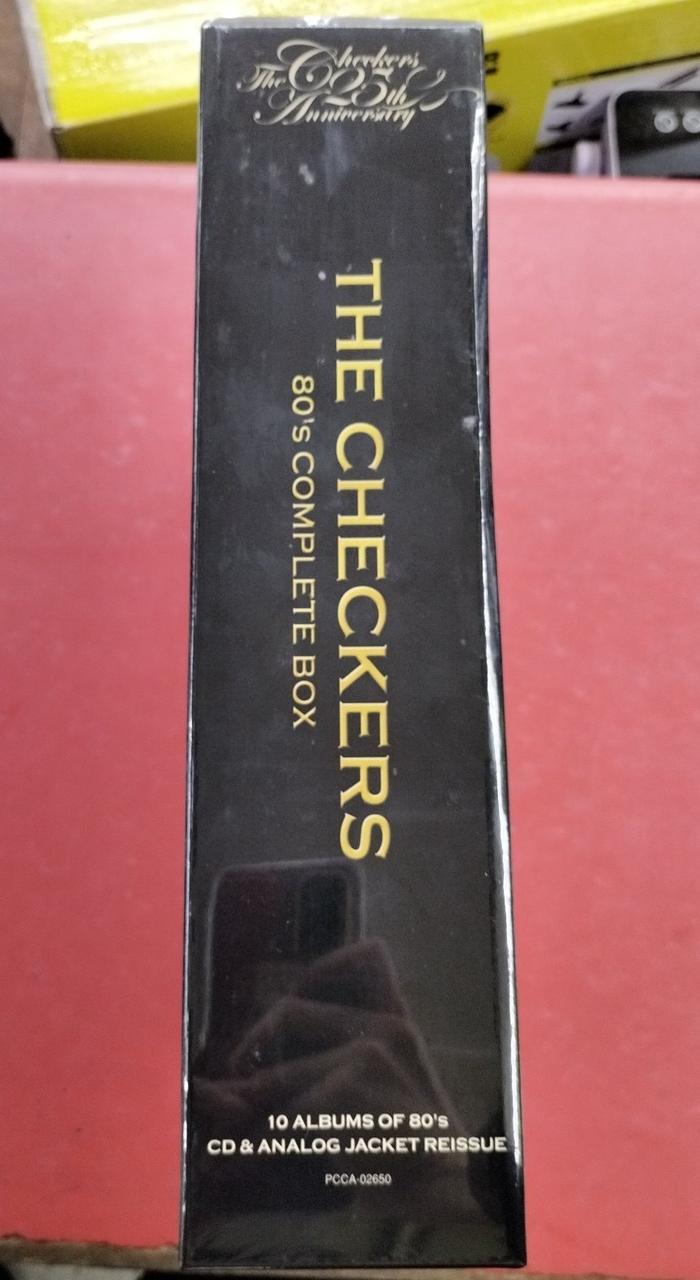 The Checkers
25th
Anniversary
THE CHECKERS
80's COMPLETE BOX
10 ALBUMS OF 80's
CD & ANALOG JACKET REISSUE
PCCA-02650